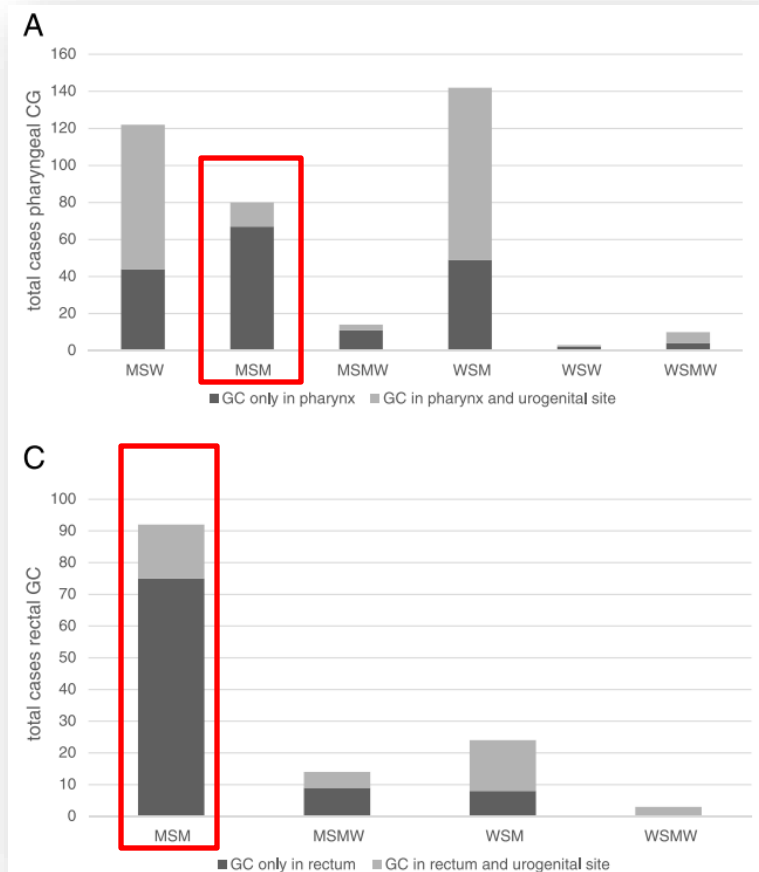 A
total cases pharyngeal CG
160
140
120
100
80
60
40
20
0
MSW MSM MSMW WSM WSW WSMW
GC only in pharynx GC in pharynx and urogenital site
C
total cases rectal GC
100
90
80
70
60
50
40
30
20
10
0
MSM MSMW WSM WSMW
GC only in rectum GC in rectum and urogenital site